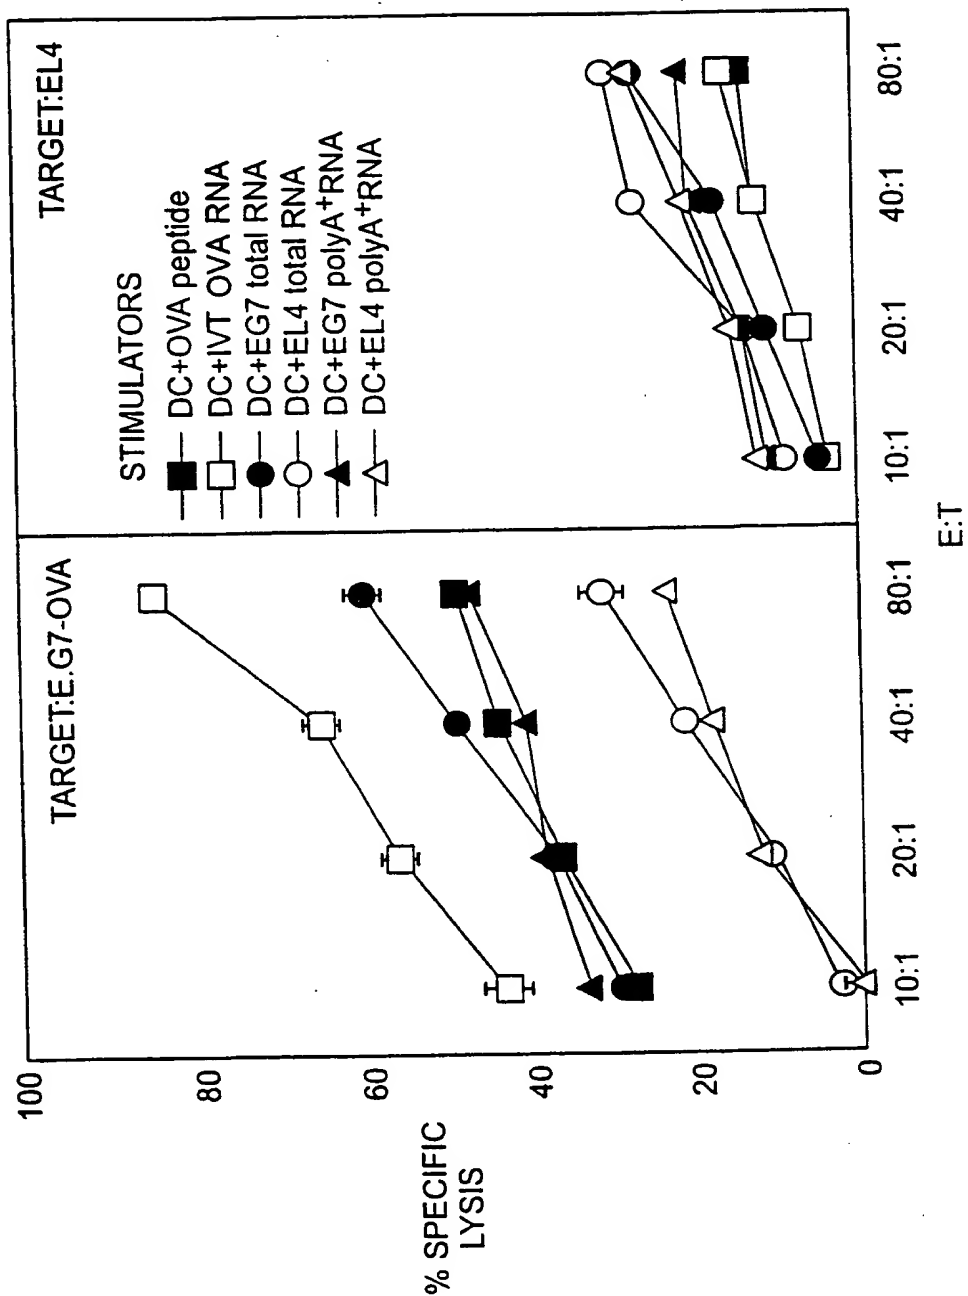 TARGET:E.G7-OVA
TARGET:EL4
STIMULATORS
DC+OVA peptide
DC+IVT OVA RNA
DC+EG7 total RNA
DC+EL4 total RNA
DC+EG7 polyA⁺RNA
DC+EL4 polyA⁺RNA
100
80
60
40
20
0
% SPECIFIC
LYSIS
10:1
20:1
40:1
80:1
10:1
20:1
40:1
80:1
E:T